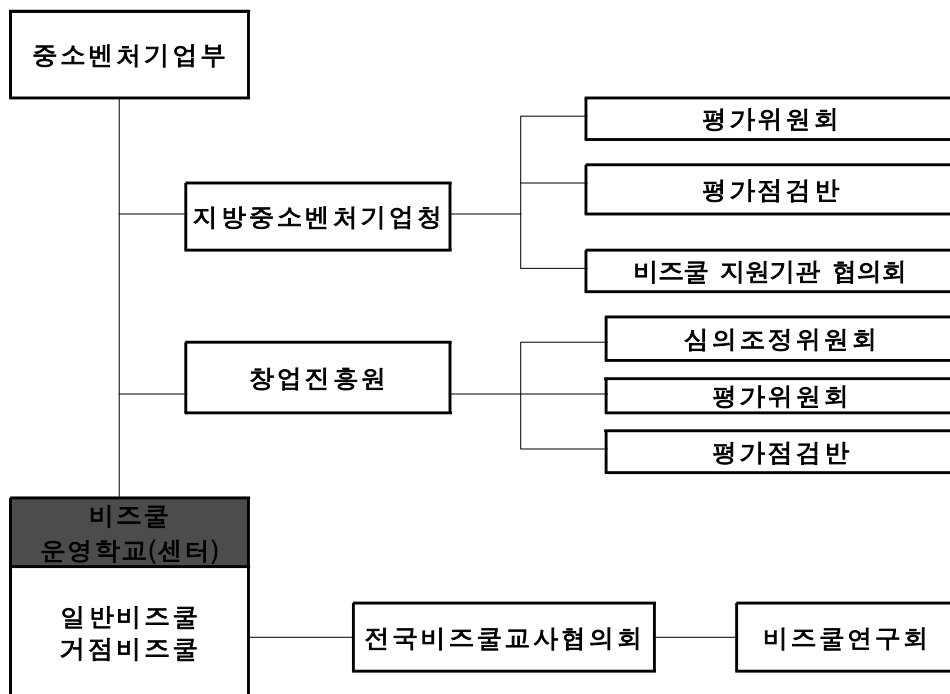 중소벤처기업부
평가위원회
평가점검반
지방중소벤처기업청
비즈쿨 지원기관 협의회
심의조정위원회
창업진흥원
평가위원회
평가점검반
비즈쿨
운영학교(센터)
일반비즈쿨
거점비즈쿨
전국비즈쿨교사협의회
비즈쿨연구회